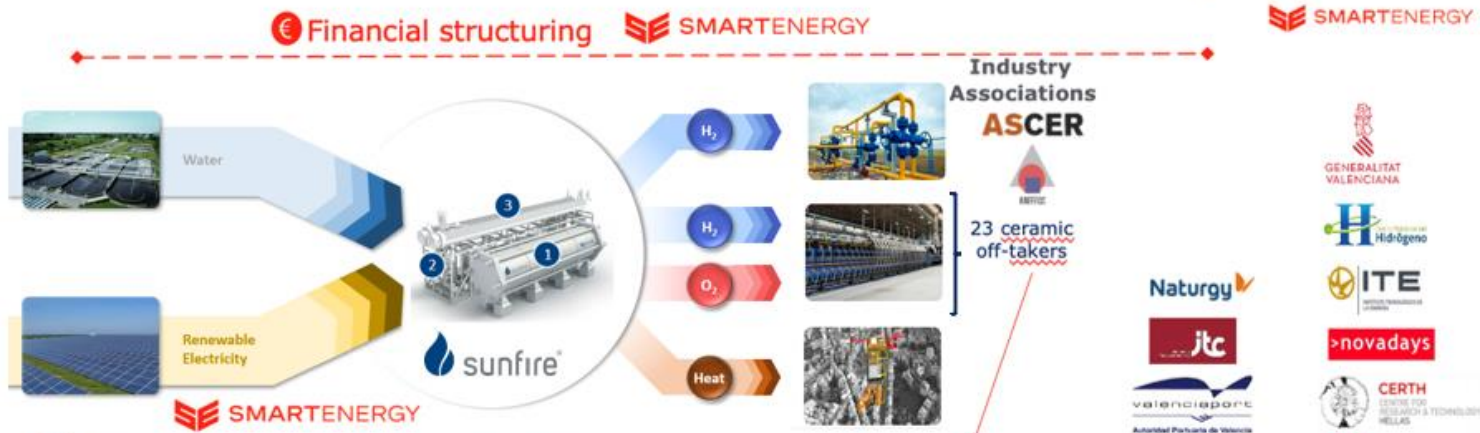 € Financial structuring
SMARTENERGY
SMARTENERGY
Industry
Associations
ASCER
Water
H₂
3
2
1
H₂
O₂
23 ceramic
off-takers
Renewable
Electricity
sunfire®
Heat
SMARTENERGY
GENERALITAT
VALENCIANA
H
Hidrógeno
Naturgy
ITE
itc
>novadays
valenciaport
Autoridad Portuaria de Valencia
CERTH
CENTRE FOR
RESEARCH & TECHNOLOGY
HELLAS